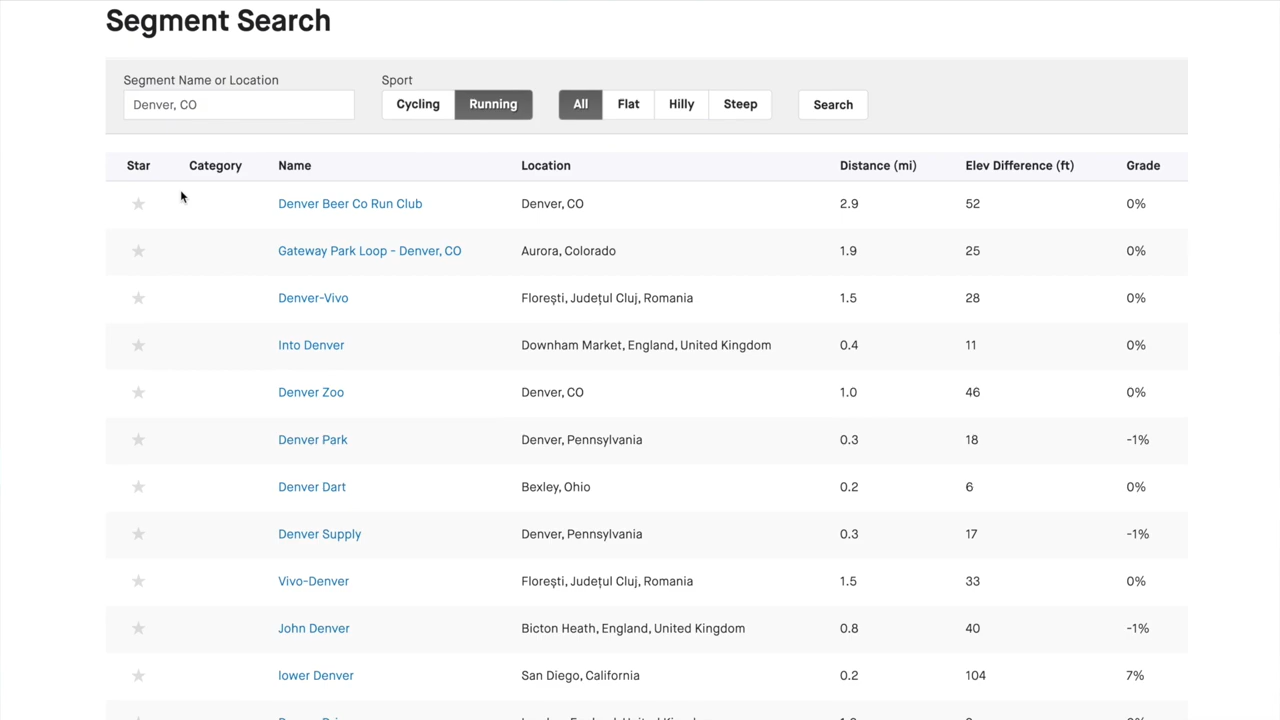 Segment Search
Segment Name or Location Sport
Denver, CO Cycling Running All Flat Hilly Steep Search
Star Category Name Location Distance (mi) Elev Difference (ft) Grade
Denver Beer Co Run Club Denver, CO 2.9 52 0%
Gateway Park Loop - Denver, CO Aurora, Colorado 1.9 25 0%
Denver-Vivo Florești, Județul Cluj, Romania 1.5 28 0%
Into Denver Downham Market, England, United Kingdom 0.4 11 0%
Denver Zoo Denver, CO 1.0 46 0%
Denver Park Denver, Pennsylvania 0.3 18 -1%
Denver Dart Bexley, Ohio 0.2 6 0%
Denver Supply Denver, Pennsylvania 0.3 17 -1%
Vivo-Denver Florești, Județul Cluj, Romania 1.5 33 0%
John Denver Bicton Heath, England, United Kingdom 0.8 40 -1%
lower Denver San Diego, California 0.2 104 7%